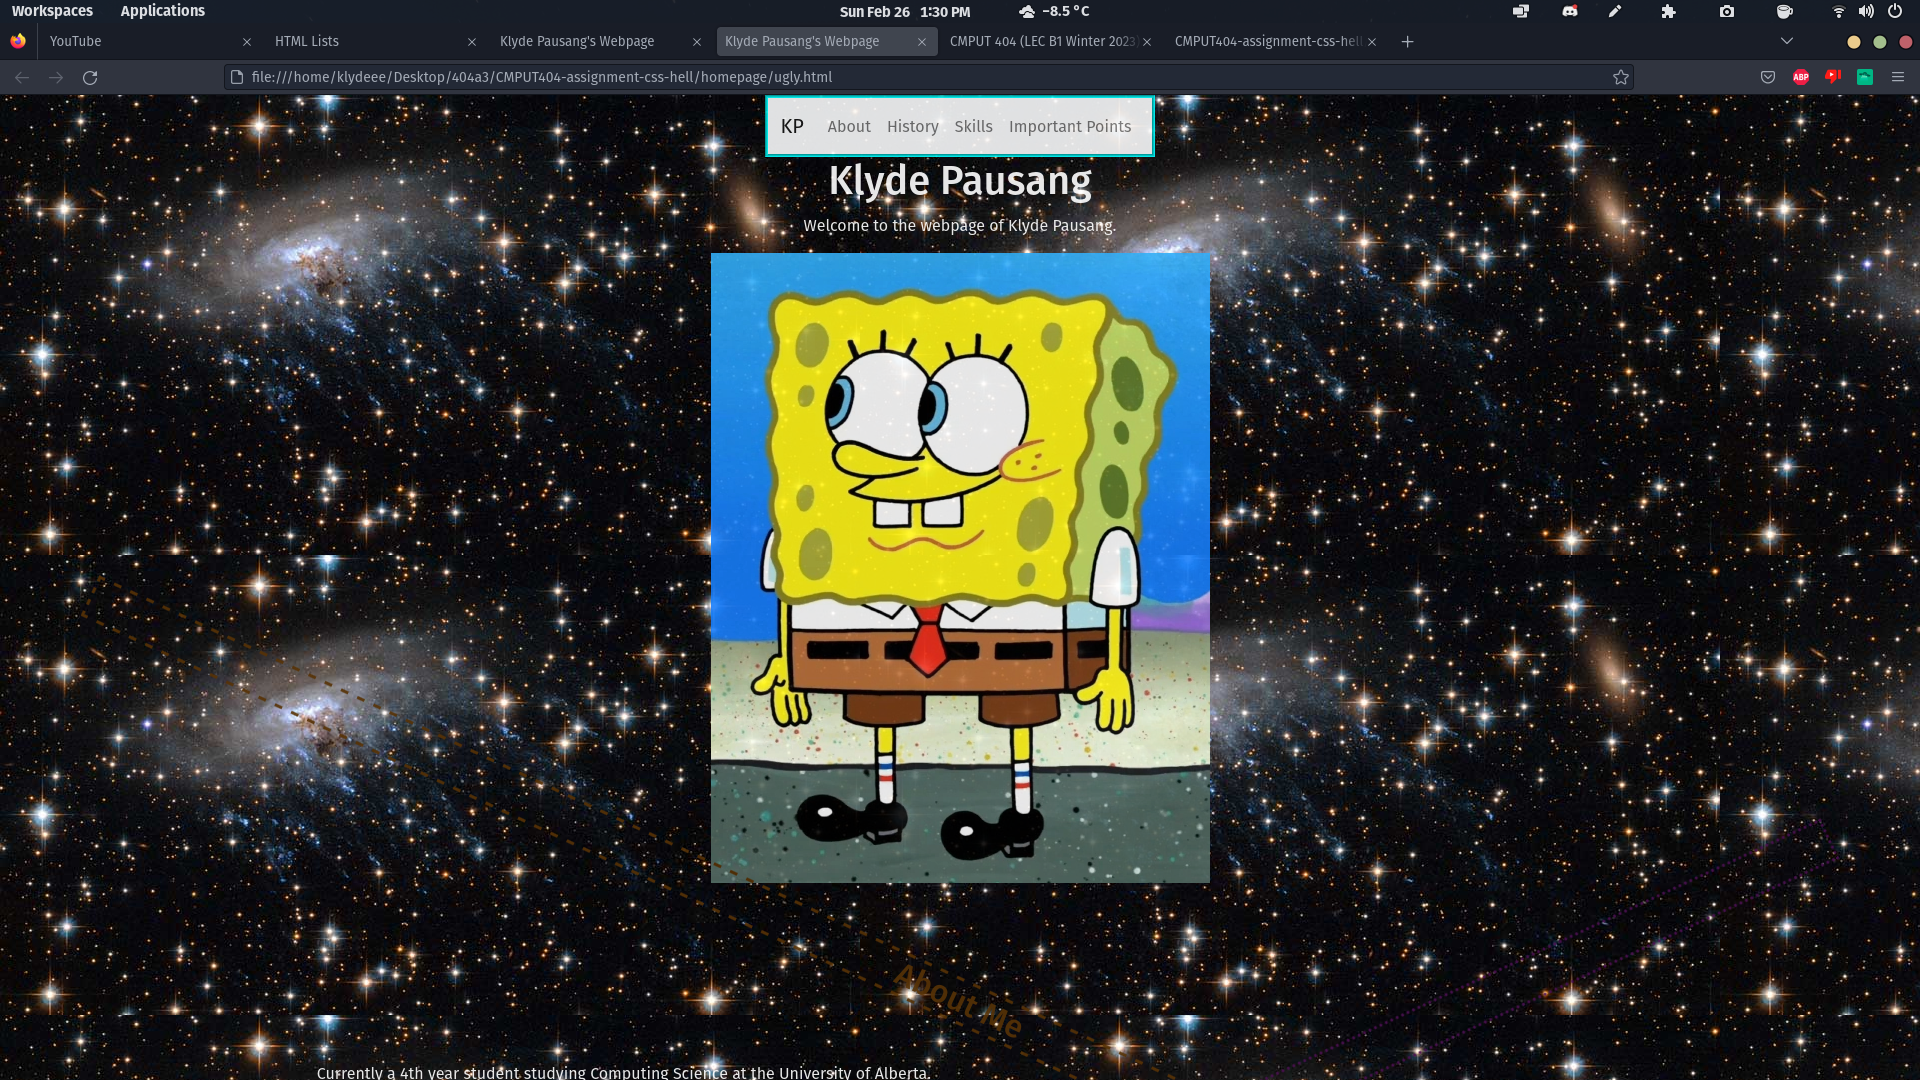 Workspaces Applications Sun Feb 26 1:30 PM -8.5 °C
YouTube HTML Lists Klyde Pausang's Webpage Klyde Pausang's Webpage CMPUT 404 (LEC B1 Winter 2023) CMPUT404-assignment-css-hell
file:///home/klydeee/Desktop/404a3/CMPUT404-assignment-css-hell/homepage/ugly.html ABP
KP About History Skills Important Points
Klyde Pausang
Welcome to the webpage of Klyde Pausang.
About Me
Currently a 4th year student studying Computing Science at the University of Alberta.